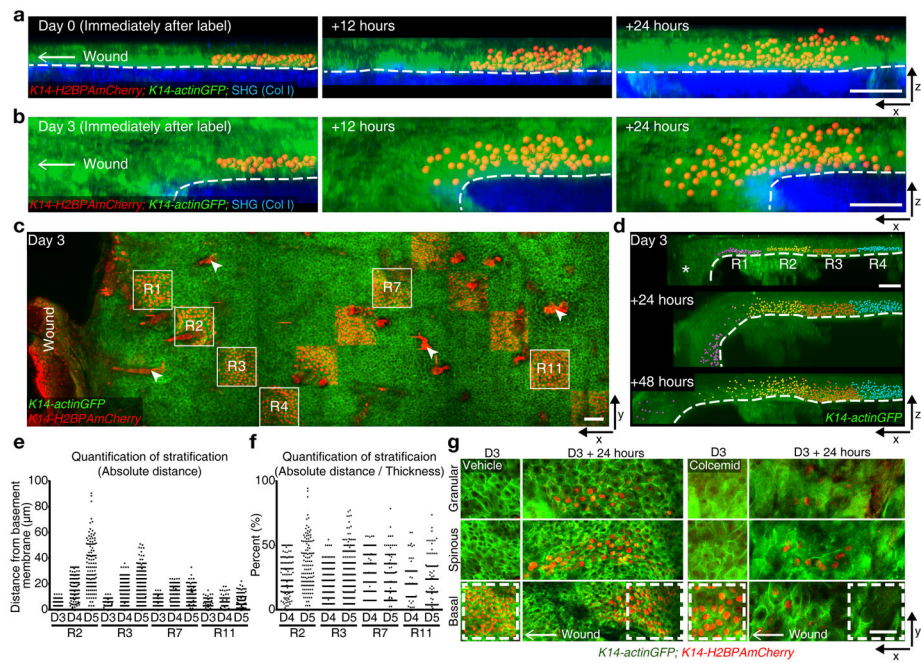 a
Day 0 (Immediately after label)
+12 hours
+24 hours
Wound
K14-H2BPAmCherry; K14-actinGFP; SHG (Col I)
z
x
b
Day 3 (Immediately after label)
+12 hours
+24 hours
Wound
K14-H2BPAmCherry; K14-actinGFP; SHG (Col I)
z
x
c
Day 3
R1
R2
R3
R4
R7
R11
Wound
K14-actinGFP
K14-H2BPAmCherry
y
x
d
Day 3
R1 R2 R3 R4
*
+24 hours
+48 hours
K14-actinGFP
z
x
e
Quantification of stratification
(Absolute distance)
Distance from basement
membrane (µm)
100
80
60
40
20
0
D3 D4 D5 D3 D4 D5 D3 D4 D5 D3 D4 D5
R2 R3 R7 R11
f
Quantification of stratificaion
(Absolute distance / Thickness)
Percent (%)
100
50
0
D4 D5 D4 D5 D4 D5 D4 D5
R2 R3 R7 R11
g
D3 D3 + 24 hours D3 D3 + 24 hours
Vehicle
Colcemid
Granular
Spinous
Basal
Wound
Wound
K14-actinGFP; K14-H2BPAmCherry
y
x